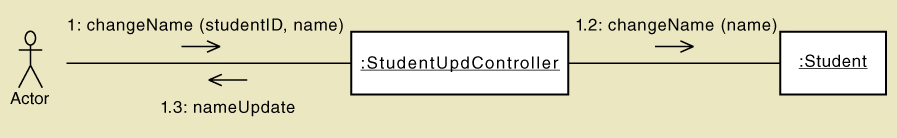 1: changeName (studentID, name)
1.2: changeName (name)
:StudentUpdController
:Student
Actor
1.3: nameUpdate